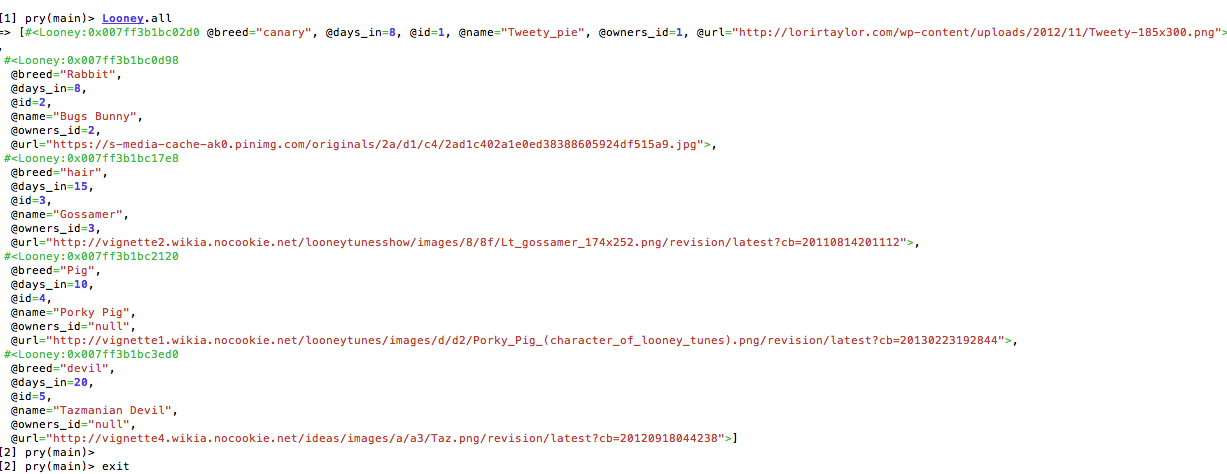 [1] pry(main)> Looney.all
=> [#<Looney:0x007ff3b1bc02d0 @breed="canary", @days_in=8, @id=1, @name="Tweety_pie", @owners_id=1, @url="http://lorirtaylor.com/wp-content/uploads/2012/11/Tweety-185x300.png">
,
#<Looney:0x007ff3b1bc0d98
@breed="Rabbit",
@days_in=8,
@id=2,
@name="Bugs Bunny",
@owners_id=2,
@url="https://s-media-cache-ak0.pinimg.com/originals/2a/d1/c4/2ad1c402a1e0ed38388605924df515a9.jpg">,
#<Looney:0x007ff3b1bc17e8
@breed="hair",
@days_in=15,
@id=3,
@name="Gossamer",
@owners_id=3,
@url="http://vignette2.wikia.nocookie.net/looneytunesshow/images/8/8f/Lt_gossamer_174x252.png/revision/latest?cb=20110814201112">,
#<Looney:0x007ff3b1bc2120
@breed="Pig",
@days_in=10,
@id=4,
@name="Porky Pig",
@owners_id="null",
@url="http://vignette1.wikia.nocookie.net/looneytunes/images/d/d2/Porky_Pig_(character_of_looney_tunes).png/revision/latest?cb=20130223192844">,
#<Looney:0x007ff3b1bc3ed0
@breed="devil",
@days_in=20,
@id=5,
@name="Tazmanian Devil",
@owners_id="null",
@url="http://vignette4.wikia.nocookie.net/ideas/images/a/a3/Taz.png/revision/latest?cb=20120918044238">]
[2] pry(main)>
[2] pry(main)> exit